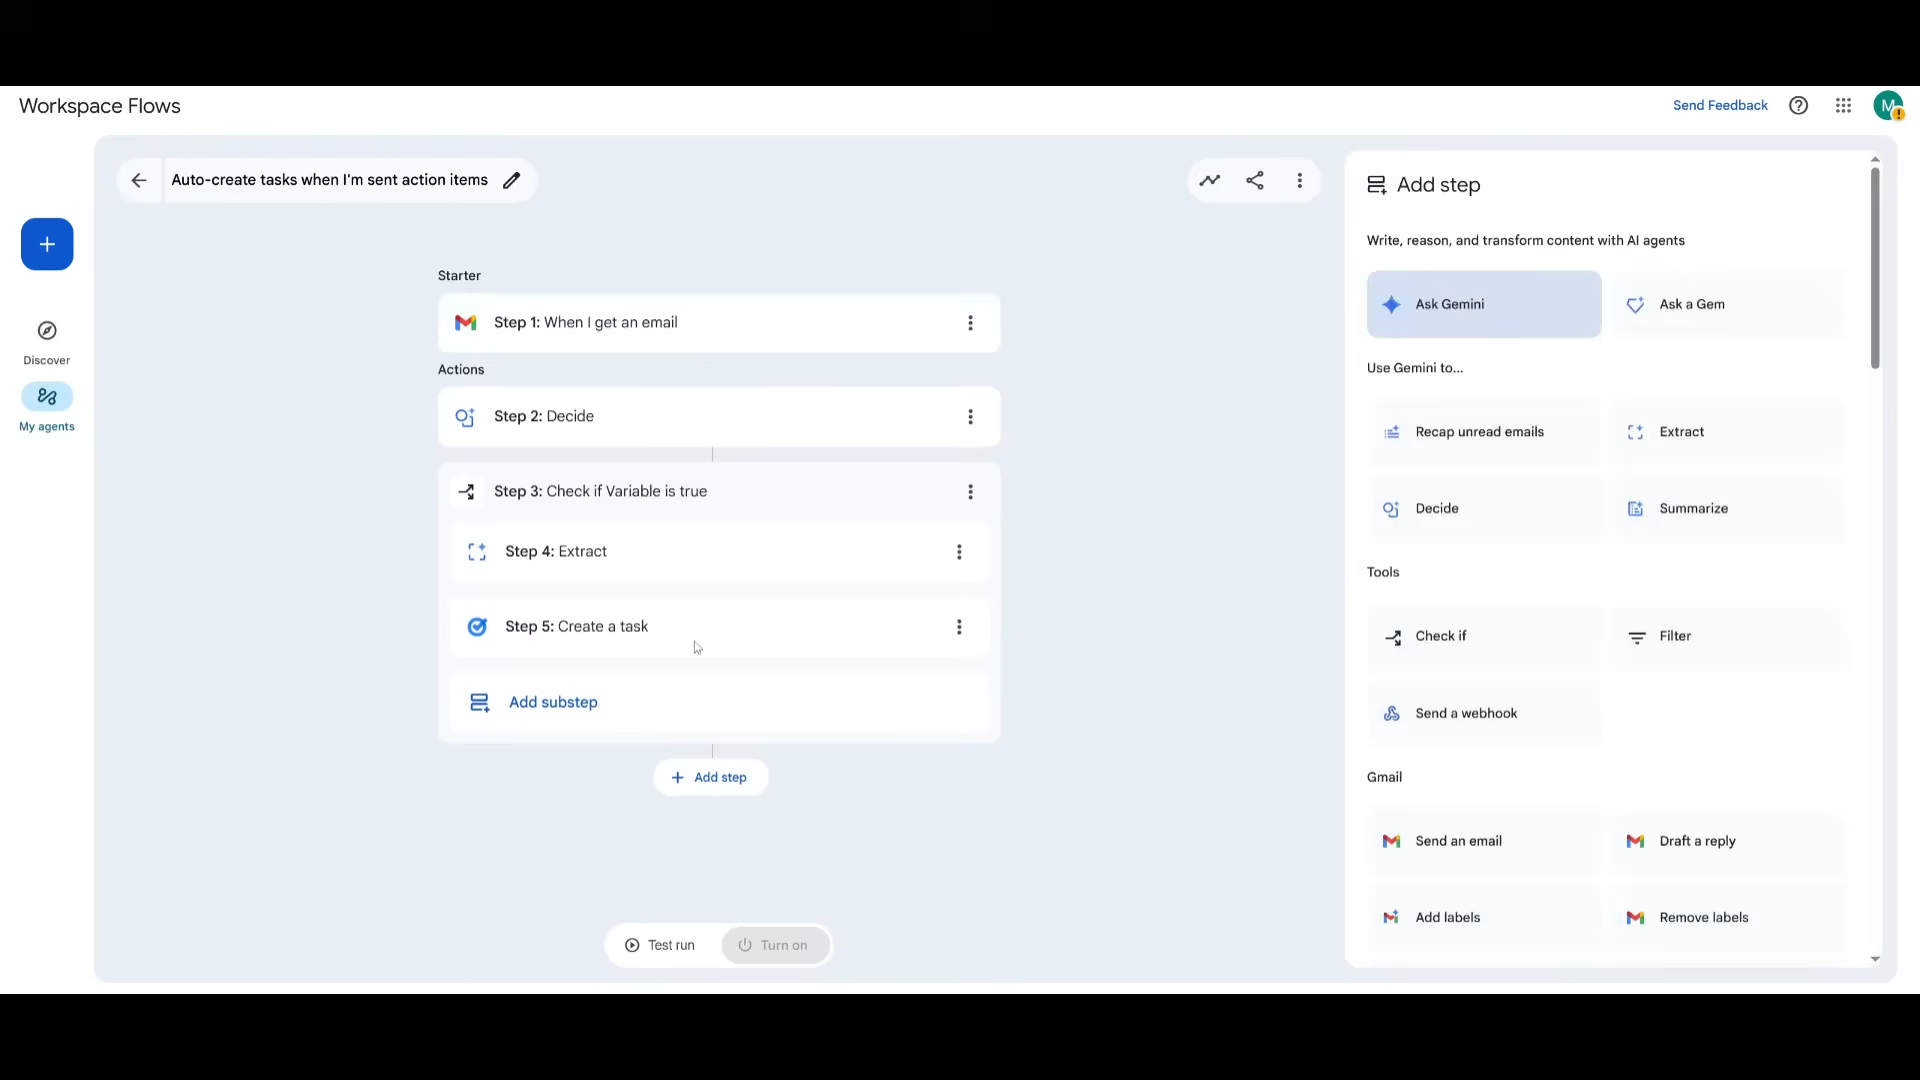 Workspace Flows
Send Feedback
M
Auto-create tasks when I'm sent action items
Discover
My agents
Starter
Step 1: When I get an email
Actions
Step 2: Decide
Step 3: Check if Variable is true
Step 4: Extract
Step 5: Create a task
Add substep
Add step
Test run
Turn on
Add step
Write, reason, and transform content with AI agents
Ask Gemini
Ask a Gem
Use Gemini to...
Recap unread emails
Extract
Decide
Summarize
Tools
Check if
Filter
Send a webhook
Gmail
Send an email
Draft a reply
Add labels
Remove labels